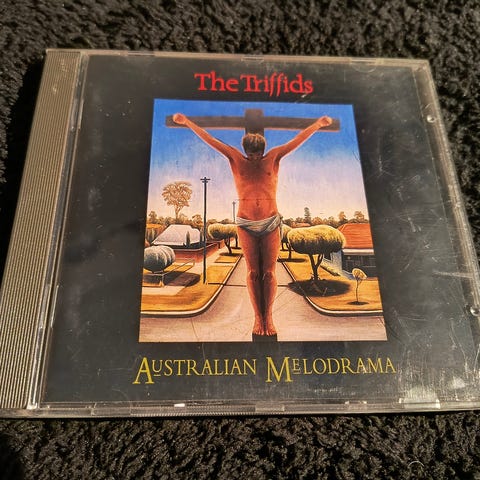 The Triffids
AUSTRALIAN MELODRAMA